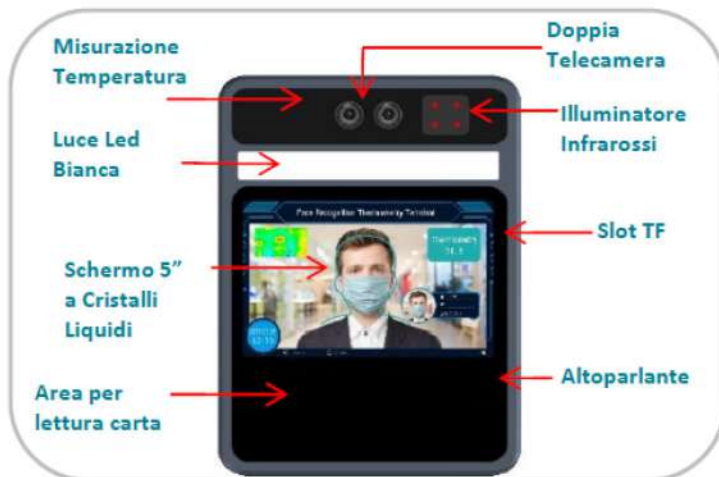 Misurazione
Temperatura
Doppia
Telecamera
Illuminatore
Infrarossi
Luce Led
Bianca
Face Recognition Thermometry Terminal
Slot TF
Schermo 5”
a Cristalli
Liquidi
Altoparlante
Area per
lettura carta